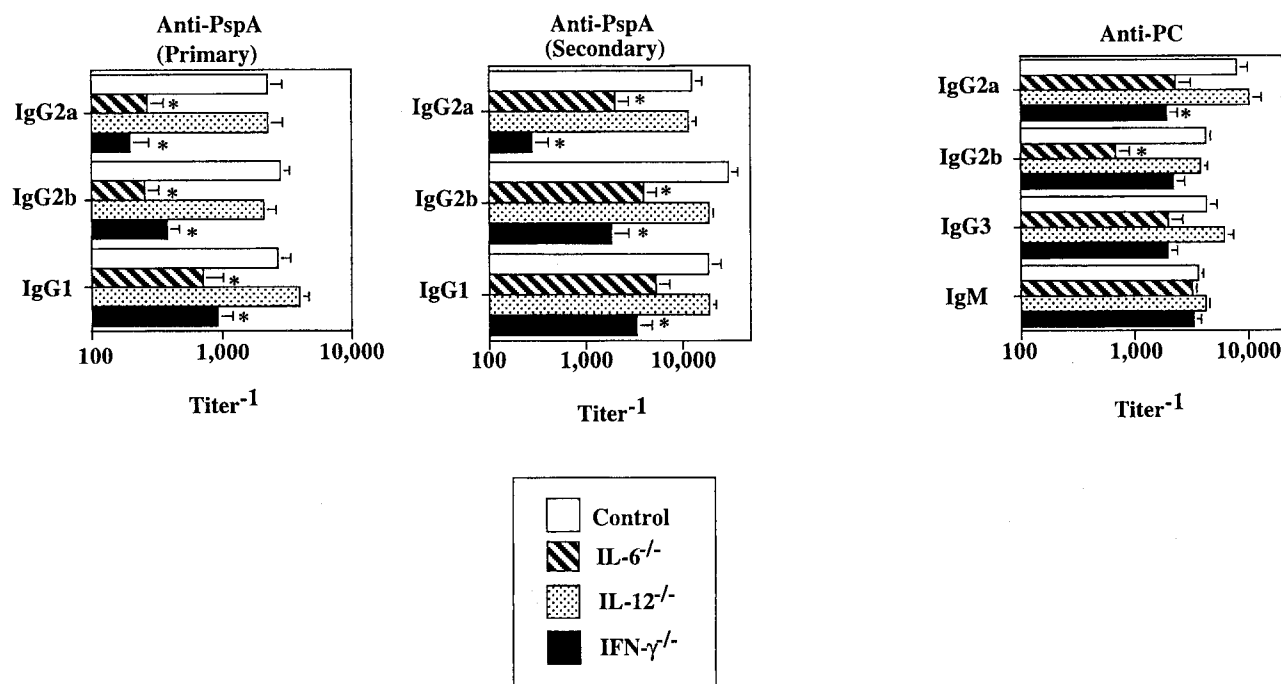 Anti-PspA
(Primary)
IgG2a
*
*
IgG2b
*
*
IgG1
*
*
100 1,000 10,000
Titer-1
Anti-PspA
(Secondary)
IgG2a
*
*
IgG2b
*
*
IgG1
*
100 1,000 10,000
Titer-1
Anti-PC
IgG2a
*
IgG2b
*
IgG3
IgM
100 1,000 10,000
Titer-1
Control
IL-6-/-
IL-12-/-
IFN-γ-/-